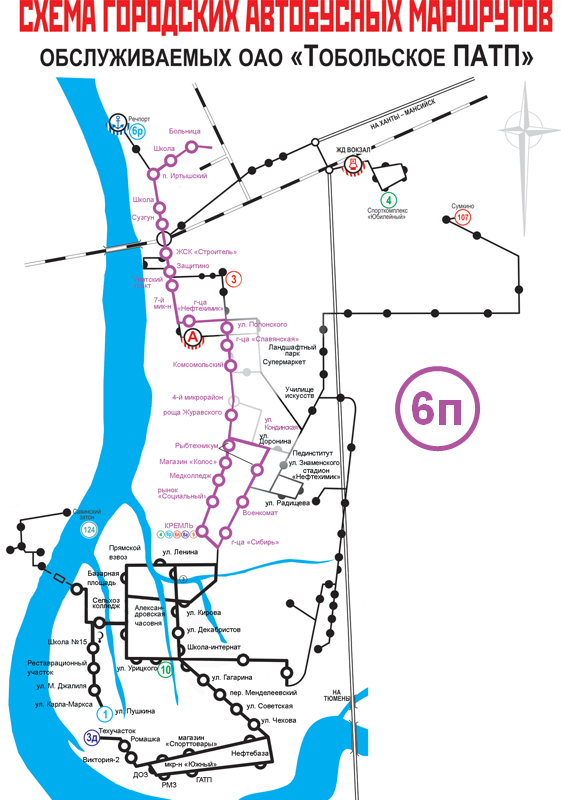 СХЕМА ГОРОДСКИХ АВТОБУСНЫХ МАРШРУТОВ
ОБСЛУЖИВАЕМЫХ ОАО «Тобольское ПАТП»
Речпорт
6р
Больница
Школа
п. Иртышский
НА ХАНТЫ – МАНСИЙСК
ЖД ВОКЗАЛ
4
Спорткомплекс
«Юбилейный»
Сумкино
107
Школа
Сузгун
ЖСК «Строитель»
Защитино
3
7-й
мик-н
г-ца
«Нефтехимик»
А
ул. Полонского
г-ца «Славянская»
Ландшафтный
парк
Супермаркет
Комсомольский
6п
Училище
искусств
4-й микрорайон
роща Журавского
ул.
Кондинская
ул.
Доронина
Рыбтехникум
Пединститут
Магазин «Колос»
ул. Знаменского
стадион
«Нефтехимик»
Медколледж
рынок
«Социальный»
ул. Радищева
Военкомат
124
КРЕМЛЬ
г-ца «Сибирь»
Прямской
взвоз
ул. Ленина
Базарная
площадь
Сельхоз
колледж
Алексан-
дровская
часовня
ул. Кирова
ул. Декабристов
Школа №15
Школа-интернат
Реставрационный
участок
ул. Урицкого
10
ул. Гагарина
ул. М. Джалиля
пер. Менделеевский
НА
ТЮМЕНЬ
ул. Карла-Маркса
1
ул. Пушкина
ул. Советская
ул. Чехова
3д
Техучасток
Ромашка
магазин
«Спорттовары»
Нефтебаза
Виктория-2
мкр-н «Южный»
ДОЗ
РМЗ
ГАТП